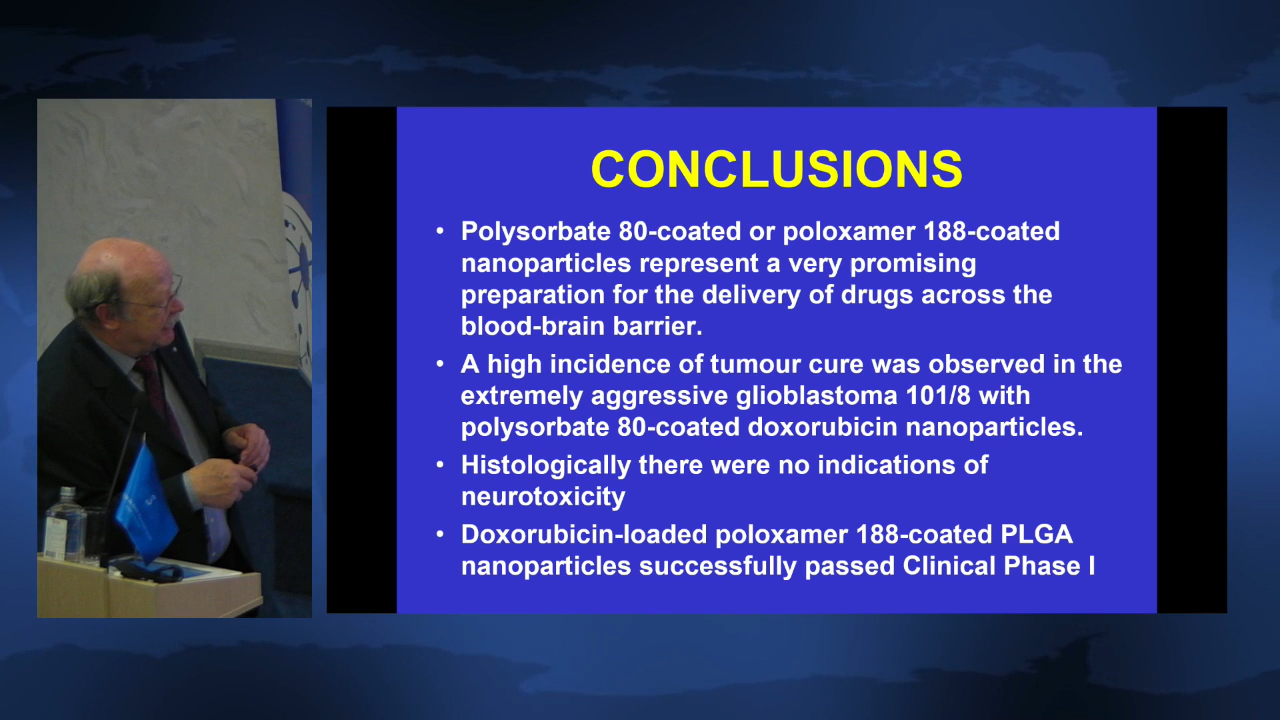 CONCLUSIONS
• Polysorbate 80-coated or poloxamer 188-coated
nanoparticles represent a very promising
preparation for the delivery of drugs across the
blood-brain barrier.
• A high incidence of tumour cure was observed in the
extremely aggressive glioblastoma 101/8 with
polysorbate 80-coated doxorubicin nanoparticles.
• Histologically there were no indications of
neurotoxicity
• Doxorubicin-loaded poloxamer 188-coated PLGA
nanoparticles successfully passed Clinical Phase I